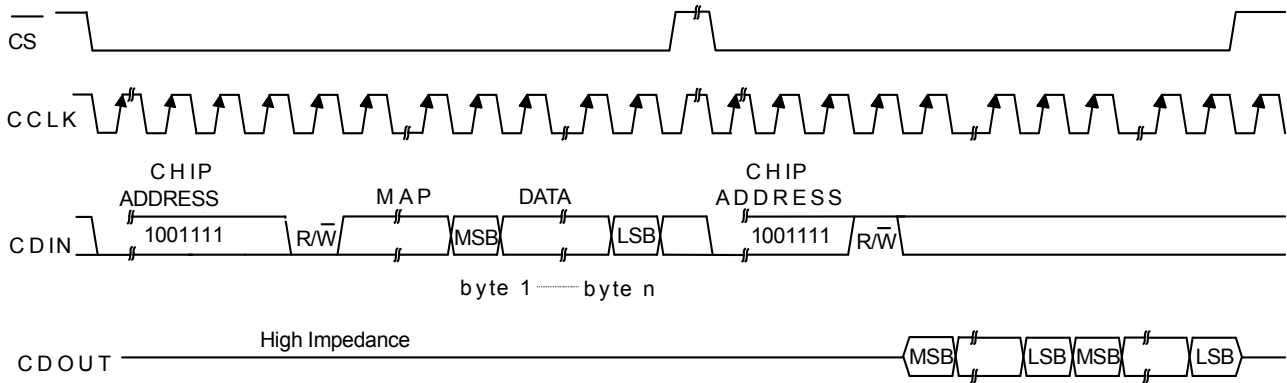 CS
CCLK
CHIP
ADDRESS
CHIP
ADDRESS
MAP
DATA
CDIN
1001111
R/W
MSB
LSB
1001111
R/W
byte 1 byte n
High Impedance
CDOUT
MSB
LSB
MSB
LSB